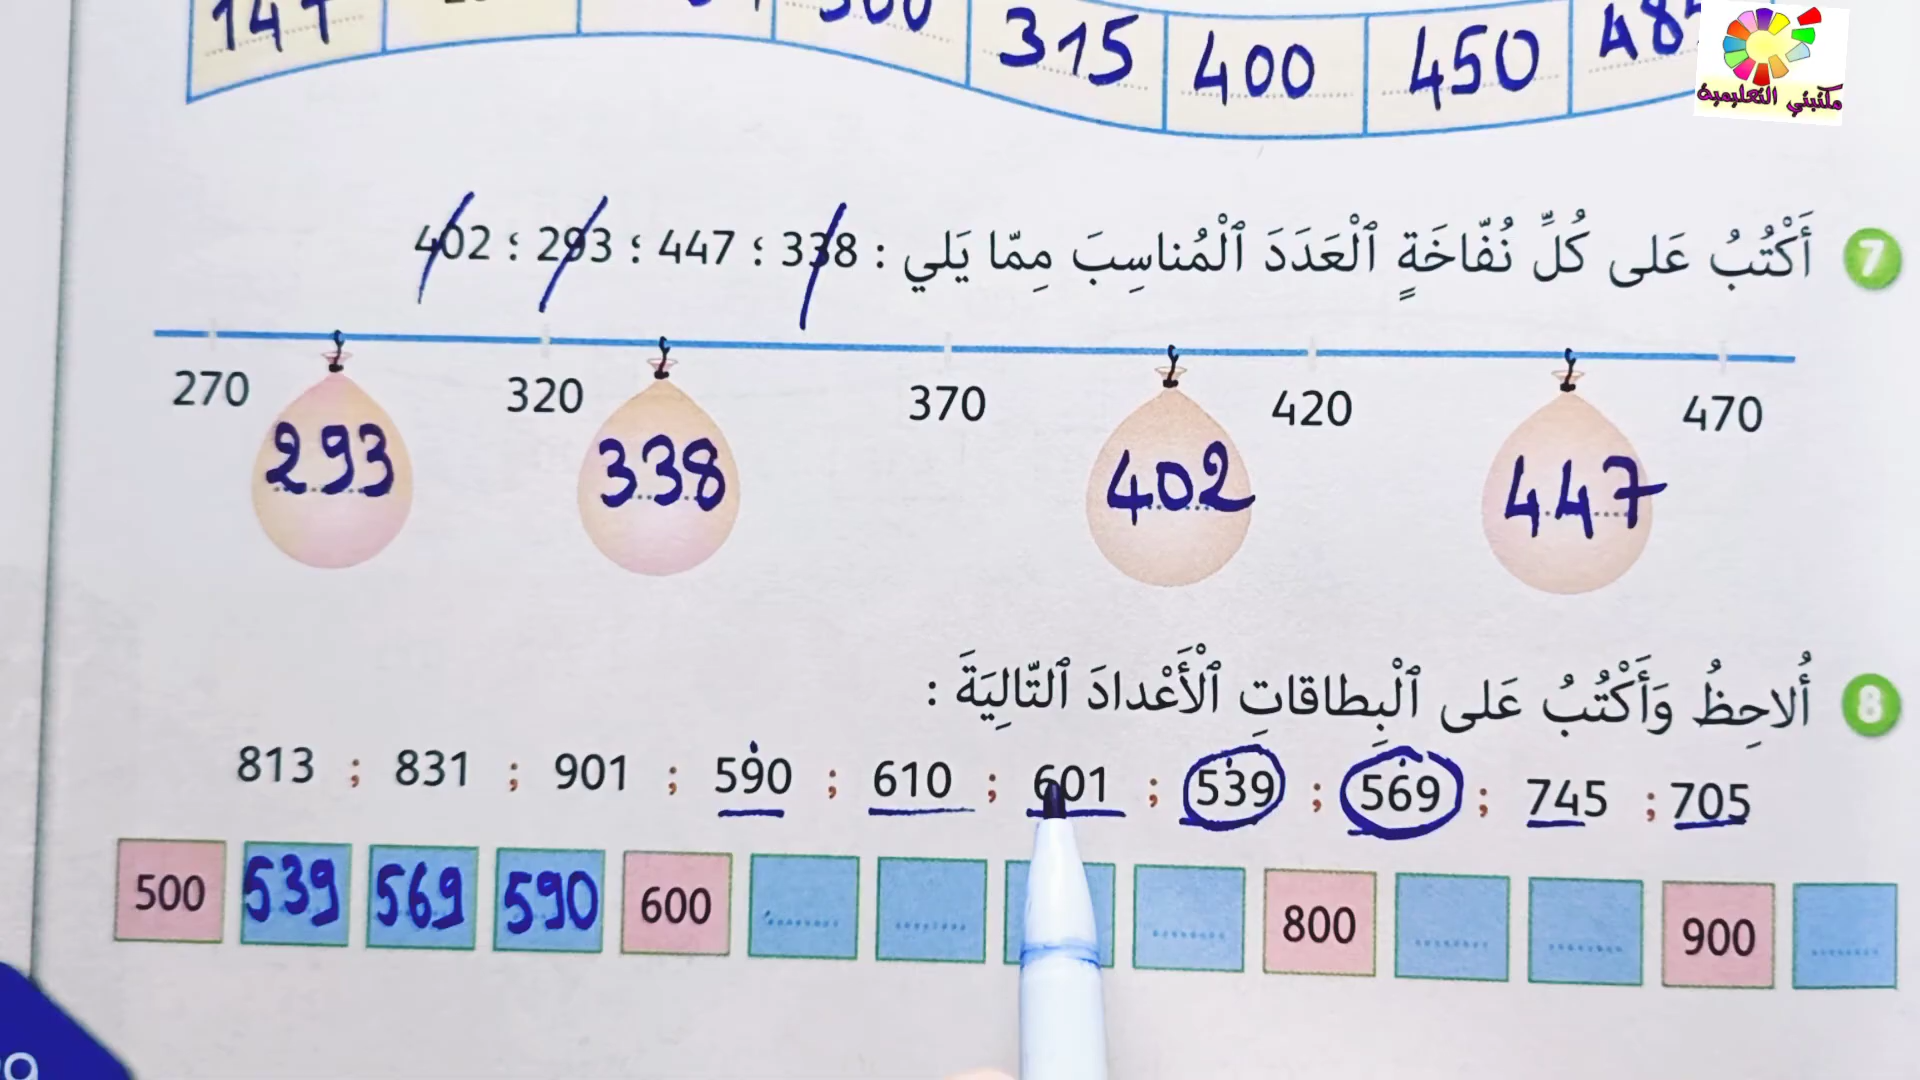 315 400 450
مكتبتي التعليمية
7 أَكْتُبُ عَلى كُلِّ نُفّاخَةٍ ٱلْعَدَدَ ٱلْمُناسِبَ مِمّا يَلي : 338 ؛ 447 ؛ 293 ؛ 402
270 320 370 420 470
293 338 402 447
8 أُلاحِظُ وَأَكْتُبُ عَلى ٱلْبِطاقاتِ ٱلْأَعْدادَ ٱلتّالِيَةَ :
813 ; 831 ; 901 ; 590 ; 610 ; 601 ; 539 ; 569 ; 745 ; 705
500 539 569 590 600 800 900